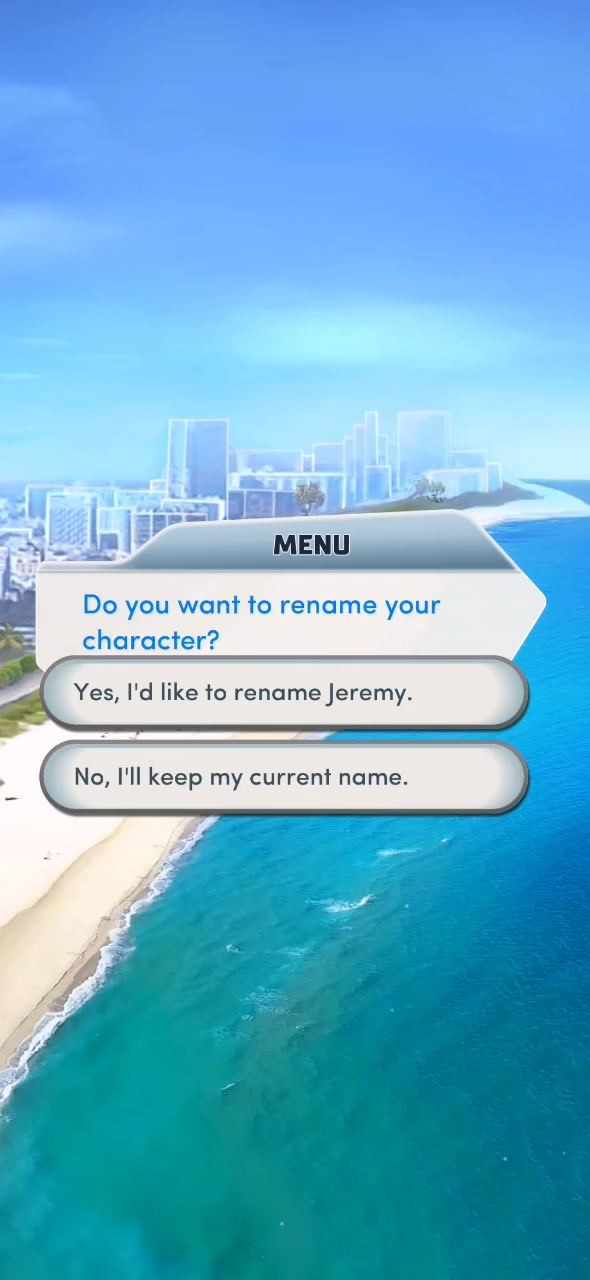 MENU
Do you want to rename your
character?
Yes, I'd like to rename Jeremy.
No, I'll keep my current name.